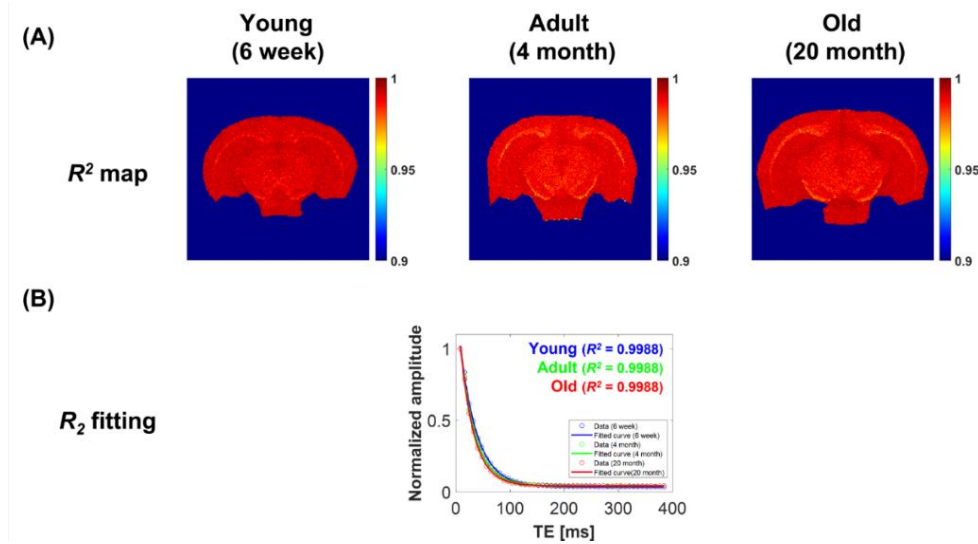 (A)
Young
(6 week)
Adult
(4 month)
Old
(20 month)
R² map
1
0.95
0.9
1
0.95
0.9
1
0.95
0.9
(B)
R₂ fitting
Normalized amplitude
1
0.5
0
Young (R² = 0.9988)
Adult (R² = 0.9988)
Old (R² = 0.9988)
Data (6 week)
Fitted curve (6 week)
Data (4 month)
Fitted curve (4 month)
Data (20 month)
Fitted curve(20 month)
0 100 200 300 400
TE [ms]